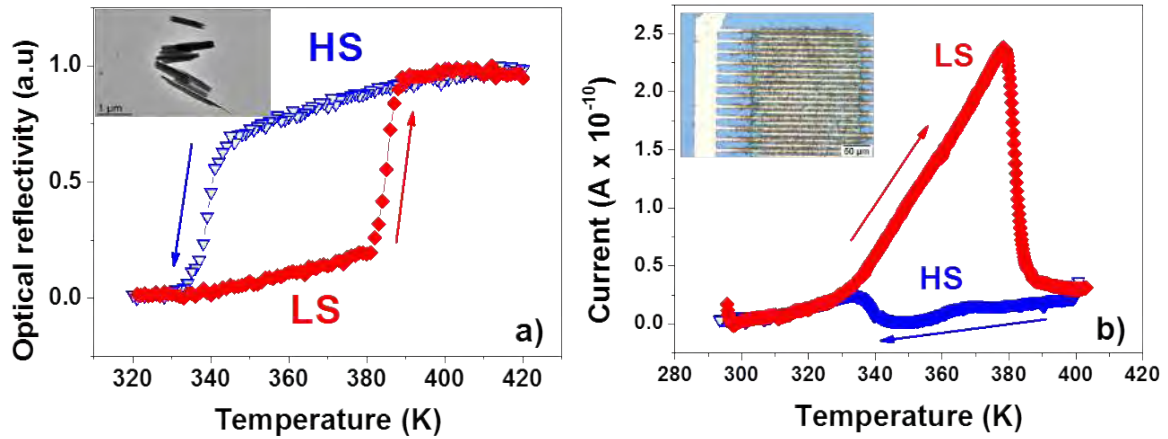 Optical reflectivity (a.u)
1.0
0.5
0.0
1 µm
HS
LS
a)
320 340 360 380 400 420
Temperature (K)
Current (A x 10⁻¹⁰)
2.5
2.0
1.5
1.0
0.5
0.0
50 µm
LS
HS
b)
280 300 320 340 360 380 400 420
Temperature (K)